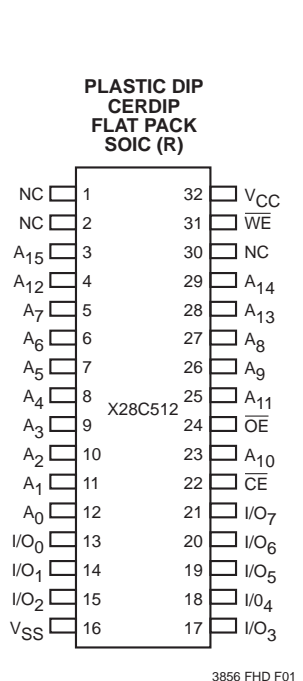 PLASTIC DIP
CERDIP
FLAT PACK
SOIC (R)
NC 1 32 VCC
NC 2 31 WE
A15 3 30 NC
A12 4 29 A14
A7 5 28 A13
A6 6 27 A8
A5 7 26 A9
A4 8 25 A11
X28C512
A3 9 24 OE
A2 10 23 A10
A1 11 22 CE
A0 12 21 I/O7
I/O0 13 20 I/O6
I/O1 14 19 I/O5
I/O2 15 18 I/04
VSS 16 17 I/O3
3856 FHD F01